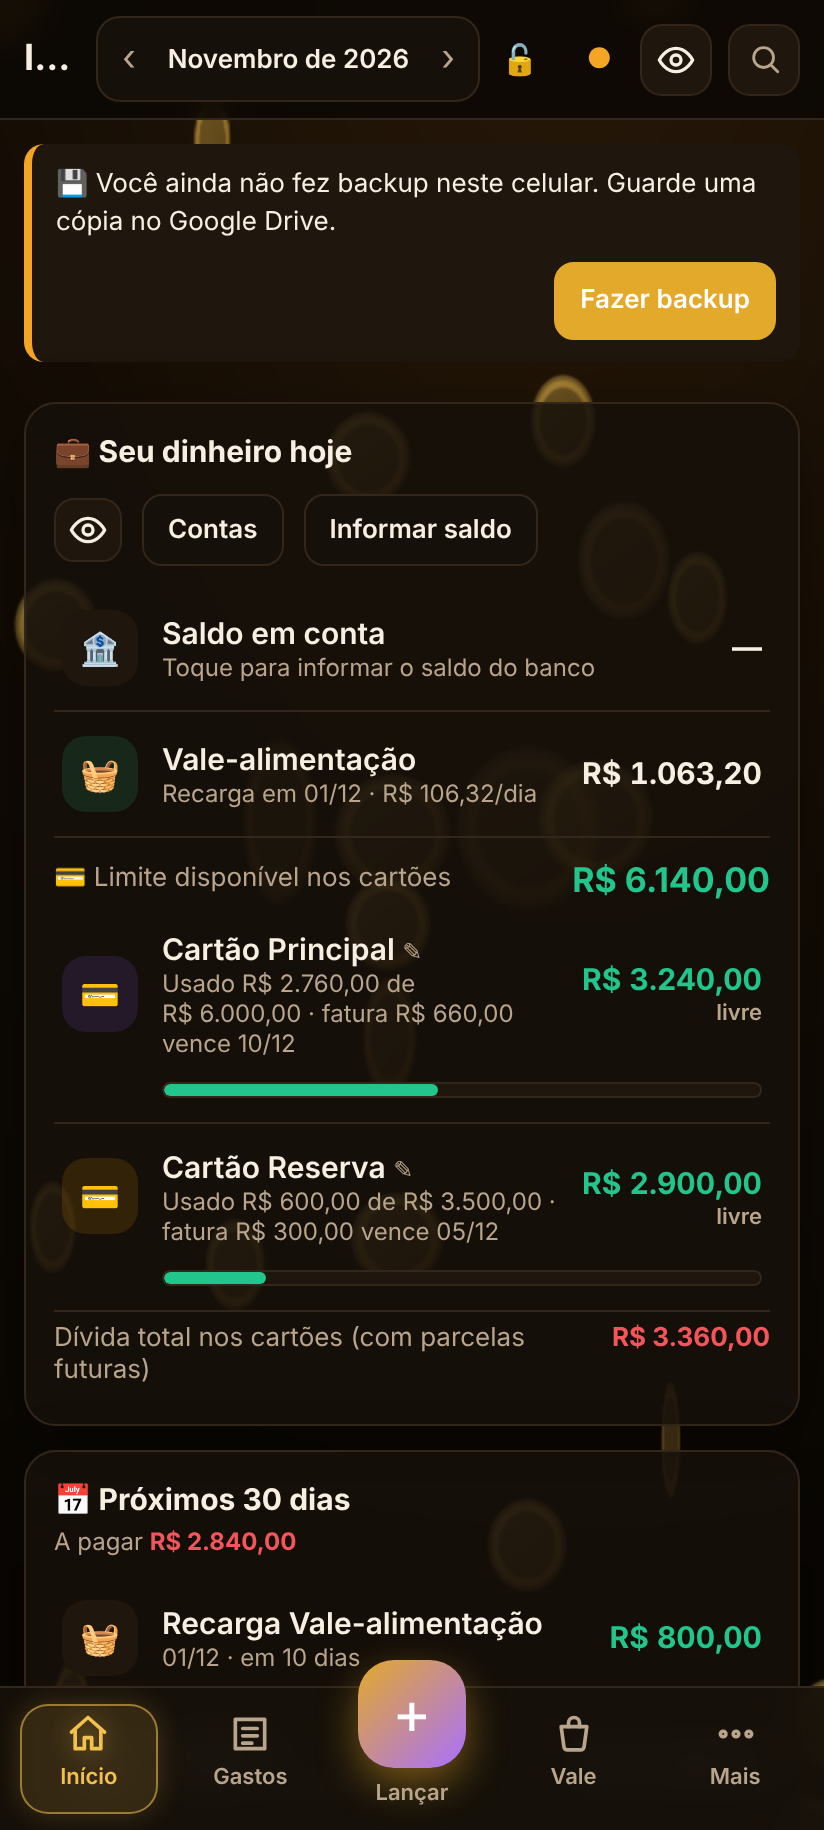 I...
Novembro de 2026
💾 Você ainda não fez backup neste celular. Guarde uma
cópia no Google Drive.
Fazer backup
💼 Seu dinheiro hoje
Contas
Informar saldo
Saldo em conta
Toque para informar o saldo do banco
—
Vale-alimentação
Recarga em 01/12 · R$ 106,32/dia
R$ 1.063,20
💳 Limite disponível nos cartões
R$ 6.140,00
Cartão Principal ✎
Usado R$ 2.760,00 de
R$ 6.000,00 · fatura R$ 660,00
vence 10/12
R$ 3.240,00
livre
Cartão Reserva ✎
Usado R$ 600,00 de R$ 3.500,00 ·
fatura R$ 300,00 vence 05/12
R$ 2.900,00
livre
Dívida total nos cartões (com parcelas
futuras)
R$ 3.360,00
📅 Próximos 30 dias
A pagar R$ 2.840,00
Recarga Vale-alimentação
01/12 · em 10 dias
R$ 800,00
Início
Gastos
+
Lançar
Vale
Mais